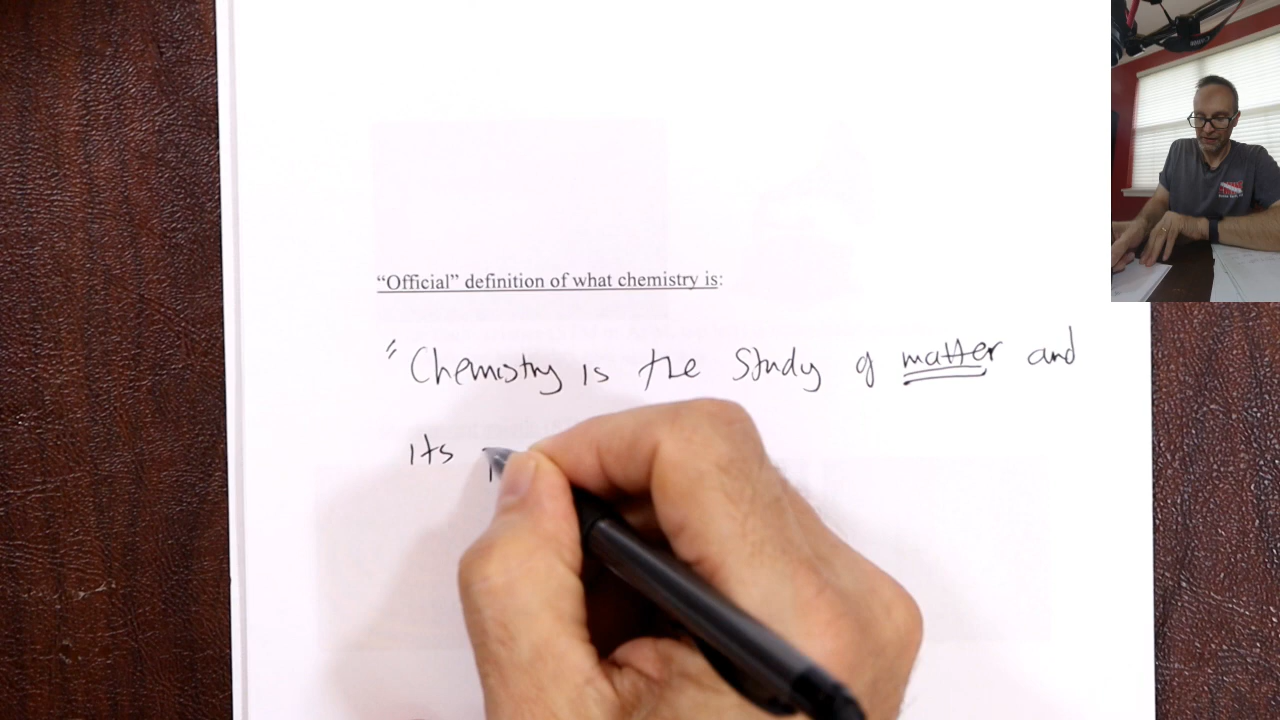 “Official” definition of what chemistry is:
“Chemistry is the study of matter and
its